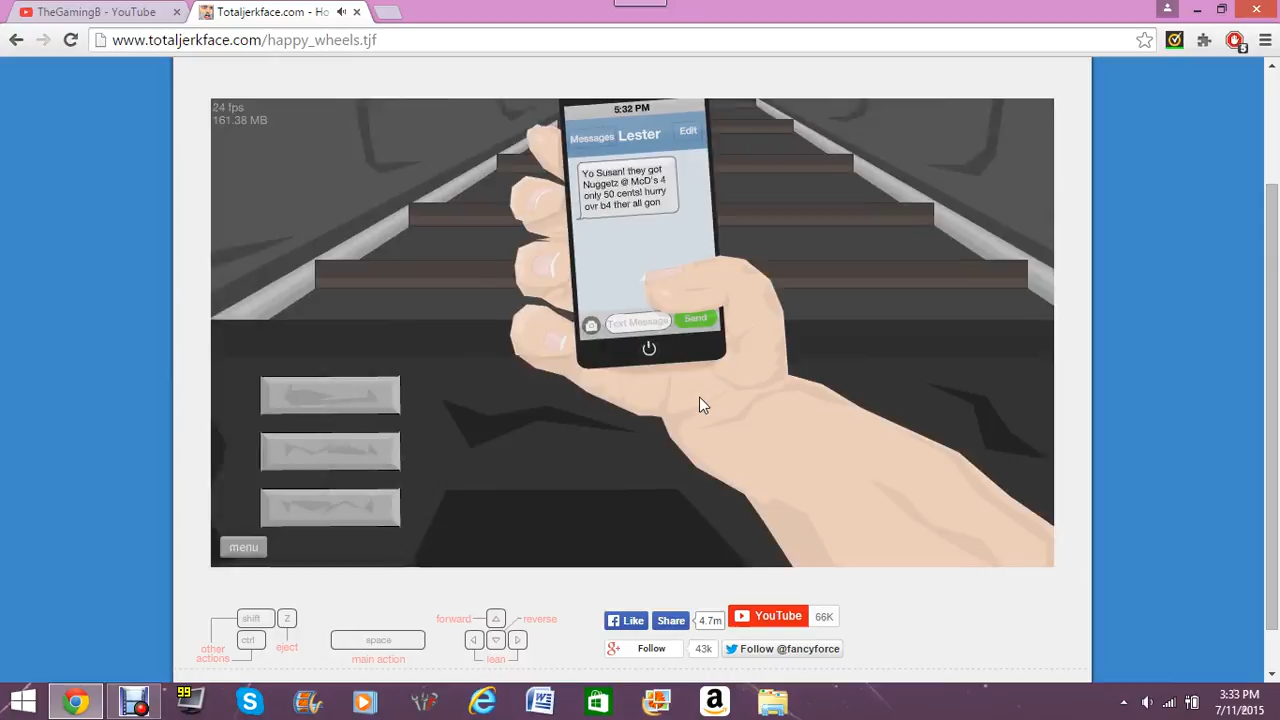 TheGamingB - YouTube
Totaljerkface.com - Ho
www.totaljerkface.com/happy_wheels.tjf
5
24 fps
161.38 MB
5:32 PM
Messages Lester Edit
Yo Susan! they got
Nuggetz @ McD's 4
only 50 cents! hurry
ovr b4 ther all gon
Text Message Send
menu
shift Z
ctrl
other
actions
eject
space
main action
forward
reverse
lean
Like Share 4.7m YouTube 66K
Follow 43k Follow @fancyforce
99
3:33 PM
7/11/2015